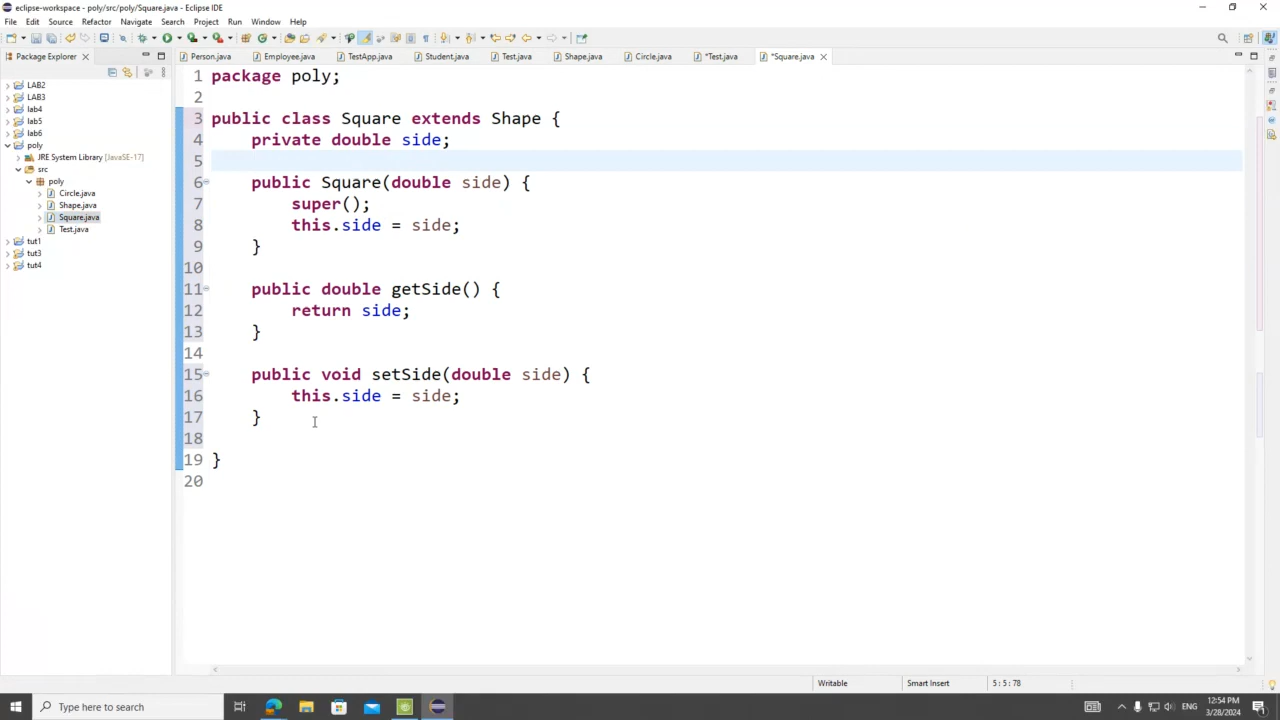 eclipse-workspace - poly/src/poly/Square.java - Eclipse IDE
File Edit Source Refactor Navigate Search Project Run Window Help
Package Explorer
Person.java Employee.java TestApp.java Student.java Test.java Shape.java Circle.java *Test.java *Square.java
LAB2
LAB3
lab4
lab5
lab6
poly
JRE System Library [JavaSE-17]
src
poly
Circle.java
Shape.java
Square.java
Test.java
tut1
tut3
tut4
1 package poly;
2
3 public class Square extends Shape {
4 private double side;
5
6 public Square(double side) {
7 super();
8 this.side = side;
9 }
10
11 public double getSide() {
12 return side;
13 }
14
15 public void setSide(double side) {
16 this.side = side;
17 }
18
19 }
20
Writable Smart Insert 5 : 5 : 78
Type here to search
ENG
12:54 PM
3/28/2024